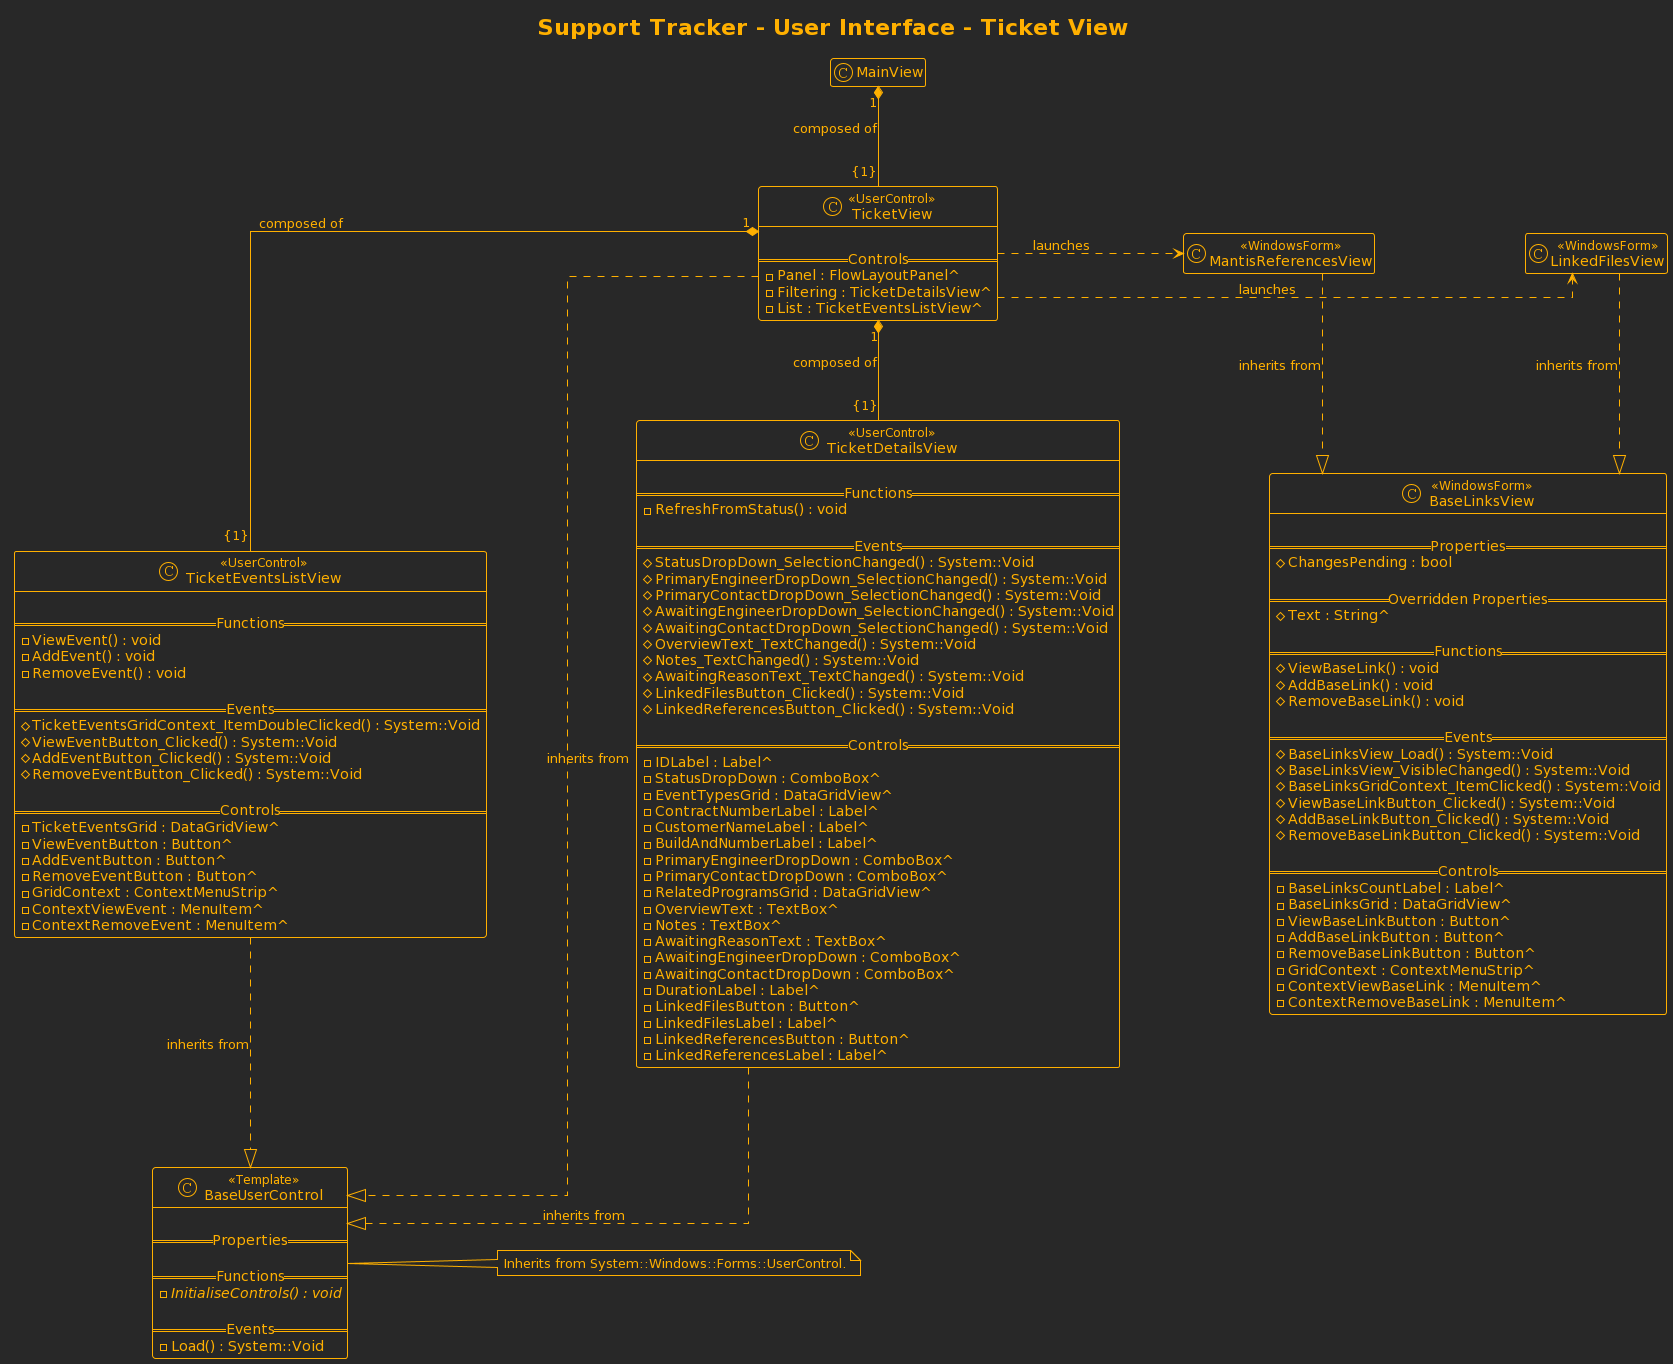 Support Tracker - User Interface - Ticket View
C MainView
1
composed of
{1}
C «UserControl»
TicketView
Controls
Panel : FlowLayoutPanel^
Filtering : TicketDetailsView^
List : TicketEventsListView^
1
composed of
launches
C «WindowsForm»
MantisReferencesView
C «WindowsForm»
LinkedFilesView
launches
1
composed of
{1}
inherits from
inherits from
C «UserControl»
TicketDetailsView
Functions
RefreshFromStatus() : void
Events
StatusDropDown_SelectionChanged() : System::Void
PrimaryEngineerDropDown_SelectionChanged() : System::Void
PrimaryContactDropDown_SelectionChanged() : System::Void
AwaitingEngineerDropDown_SelectionChanged() : System::Void
AwaitingContactDropDown_SelectionChanged() : System::Void
OverviewText_TextChanged() : System::Void
Notes_TextChanged() : System::Void
AwaitingReasonText_TextChanged() : System::Void
LinkedFilesButton_Clicked() : System::Void
LinkedReferencesButton_Clicked() : System::Void
Controls
IDLabel : Label^
StatusDropDown : ComboBox^
EventTypesGrid : DataGridView^
ContractNumberLabel : Label^
CustomerNameLabel : Label^
BuildAndNumberLabel : Label^
PrimaryEngineerDropDown : ComboBox^
PrimaryContactDropDown : ComboBox^
RelatedProgramsGrid : DataGridView^
OverviewText : TextBox^
Notes : TextBox^
AwaitingReasonText : TextBox^
AwaitingEngineerDropDown : ComboBox^
AwaitingContactDropDown : ComboBox^
DurationLabel : Label^
LinkedFilesButton : Button^
LinkedFilesLabel : Label^
LinkedReferencesButton : Button^
LinkedReferencesLabel : Label^
C «WindowsForm»
BaseLinksView
Properties
ChangesPending : bool
Overridden Properties
Text : String^
Functions
ViewBaseLink() : void
AddBaseLink() : void
RemoveBaseLink() : void
Events
BaseLinksView_Load() : System::Void
BaseLinksView_VisibleChanged() : System::Void
BaseLinksGridContext_ItemClicked() : System::Void
ViewBaseLinkButton_Clicked() : System::Void
AddBaseLinkButton_Clicked() : System::Void
RemoveBaseLinkButton_Clicked() : System::Void
Controls
BaseLinksCountLabel : Label^
BaseLinksGrid : DataGridView^
ViewBaseLinkButton : Button^
AddBaseLinkButton : Button^
RemoveBaseLinkButton : Button^
GridContext : ContextMenuStrip^
ContextViewBaseLink : MenuItem^
ContextRemoveBaseLink : MenuItem^
{1}
C «UserControl»
TicketEventsListView
Functions
ViewEvent() : void
AddEvent() : void
RemoveEvent() : void
Events
TicketEventsGridContext_ItemDoubleClicked() : System::Void
ViewEventButton_Clicked() : System::Void
AddEventButton_Clicked() : System::Void
RemoveEventButton_Clicked() : System::Void
Controls
TicketEventsGrid : DataGridView^
ViewEventButton : Button^
AddEventButton : Button^
RemoveEventButton : Button^
GridContext : ContextMenuStrip^
ContextViewEvent : MenuItem^
ContextRemoveEvent : MenuItem^
inherits from
inherits from
C «Template»
BaseUserControl
Properties
Functions
InitialiseControls() : void
Events
Load() : System::Void
inherits from
Inherits from System::Windows::Forms::UserControl.